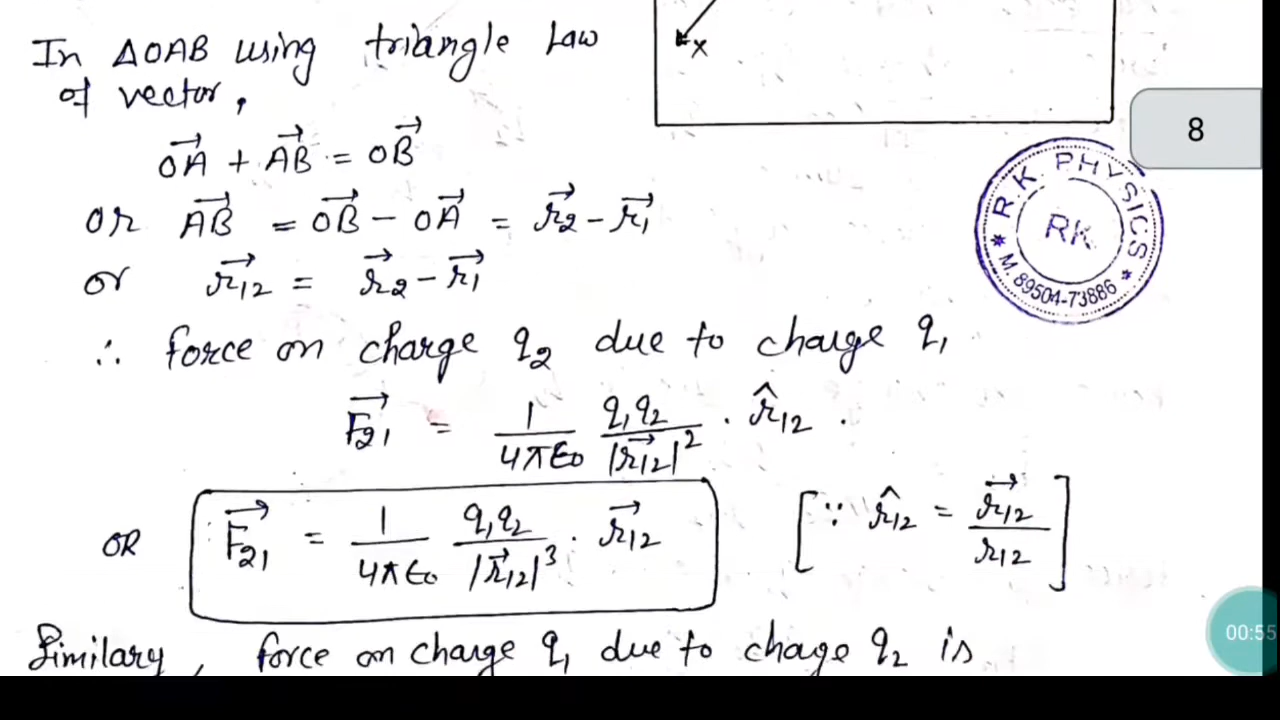 In ΔOAB using triangle Law
of vector,
X
8
→OA + →AB = →OB
or →AB = →OB − →OA = →r₂ − →r₁
or →r₁₂ = →r₂ − →r₁
∴ force on charge q₂ due to charge q₁
→F₂₁ = 1/4πε₀ q₁q₂/|→r₁₂|² · r̂₁₂ .
OR →F₂₁ = 1/4πε₀ q₁q₂/|→r₁₂|³ · →r₁₂ [∵ r̂₁₂ = →r₁₂/r₁₂]
Similary, force on charge q₁ due to chage q₂ is
R.K. PHYSICS
RK
* M. 89504-73886 *
00:55